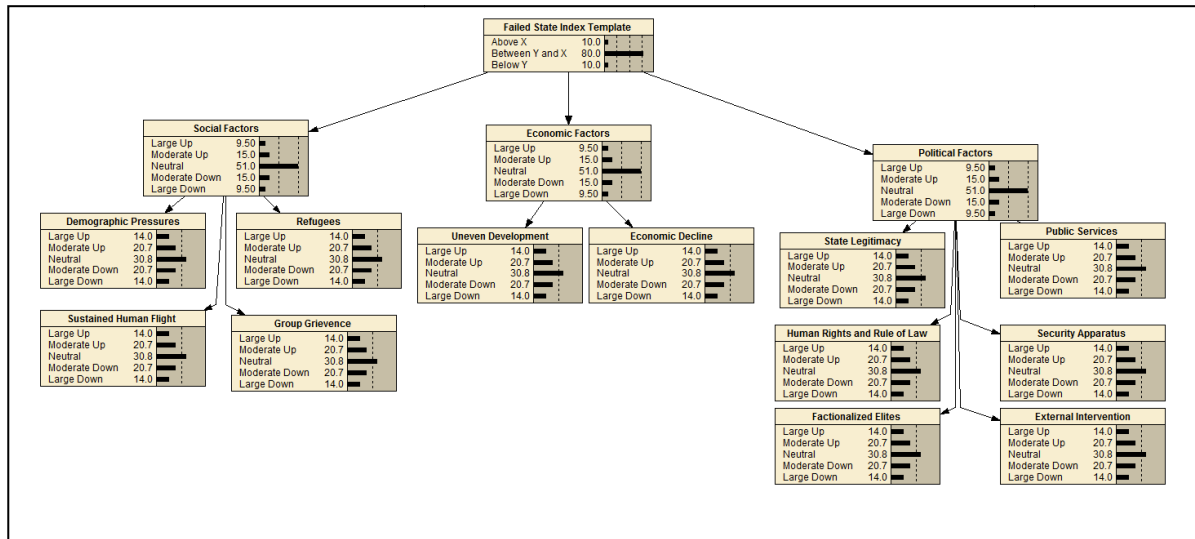 Failed State Index Template
Above X 10.0
Between Y and X 80.0
Below Y 10.0
Social Factors
Large Up 9.50
Moderate Up 15.0
Neutral 51.0
Moderate Down 15.0
Large Down 9.50
Economic Factors
Large Up 9.50
Moderate Up 15.0
Neutral 51.0
Moderate Down 15.0
Large Down 9.50
Political Factors
Large Up 9.50
Moderate Up 15.0
Neutral 51.0
Moderate Down 15.0
Large Down 9.50
Demographic Pressures
Large Up 14.0
Moderate Up 20.7
Neutral 30.8
Moderate Down 20.7
Large Down 14.0
Refugees
Large Up 14.0
Moderate Up 20.7
Neutral 30.8
Moderate Down 20.7
Large Down 14.0
Uneven Development
Large Up 14.0
Moderate Up 20.7
Neutral 30.8
Moderate Down 20.7
Large Down 14.0
Economic Decline
Large Up 14.0
Moderate Up 20.7
Neutral 30.8
Moderate Down 20.7
Large Down 14.0
State Legitimacy
Large Up 14.0
Moderate Up 20.7
Neutral 30.8
Moderate Down 20.7
Large Down 14.0
Public Services
Large Up 14.0
Moderate Up 20.7
Neutral 30.8
Moderate Down 20.7
Large Down 14.0
Sustained Human Flight
Large Up 14.0
Moderate Up 20.7
Neutral 30.8
Moderate Down 20.7
Large Down 14.0
Group Grievence
Large Up 14.0
Moderate Up 20.7
Neutral 30.8
Moderate Down 20.7
Large Down 14.0
Human Rights and Rule of Law
Large Up 14.0
Moderate Up 20.7
Neutral 30.8
Moderate Down 20.7
Large Down 14.0
Security Apparatus
Large Up 14.0
Moderate Up 20.7
Neutral 30.8
Moderate Down 20.7
Large Down 14.0
Factionalized Elites
Large Up 14.0
Moderate Up 20.7
Neutral 30.8
Moderate Down 20.7
Large Down 14.0
External Intervention
Large Up 14.0
Moderate Up 20.7
Neutral 30.8
Moderate Down 20.7
Large Down 14.0